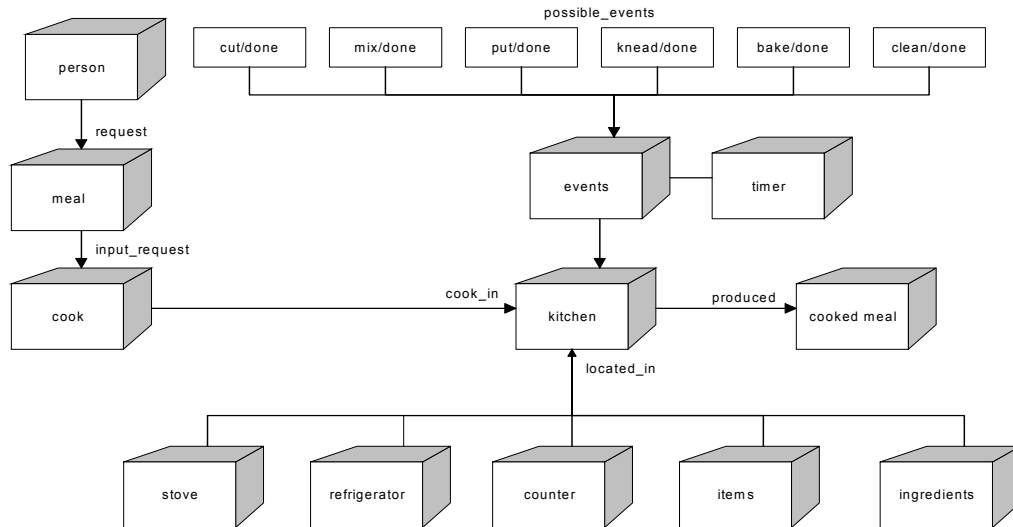 possible_events
cut/done
mix/done
put/done
knead/done
bake/done
clean/done
person
request
meal
events
timer
input_request
cook
cook_in
kitchen
produced
cooked meal
located_in
stove
refrigerator
counter
items
ingredients